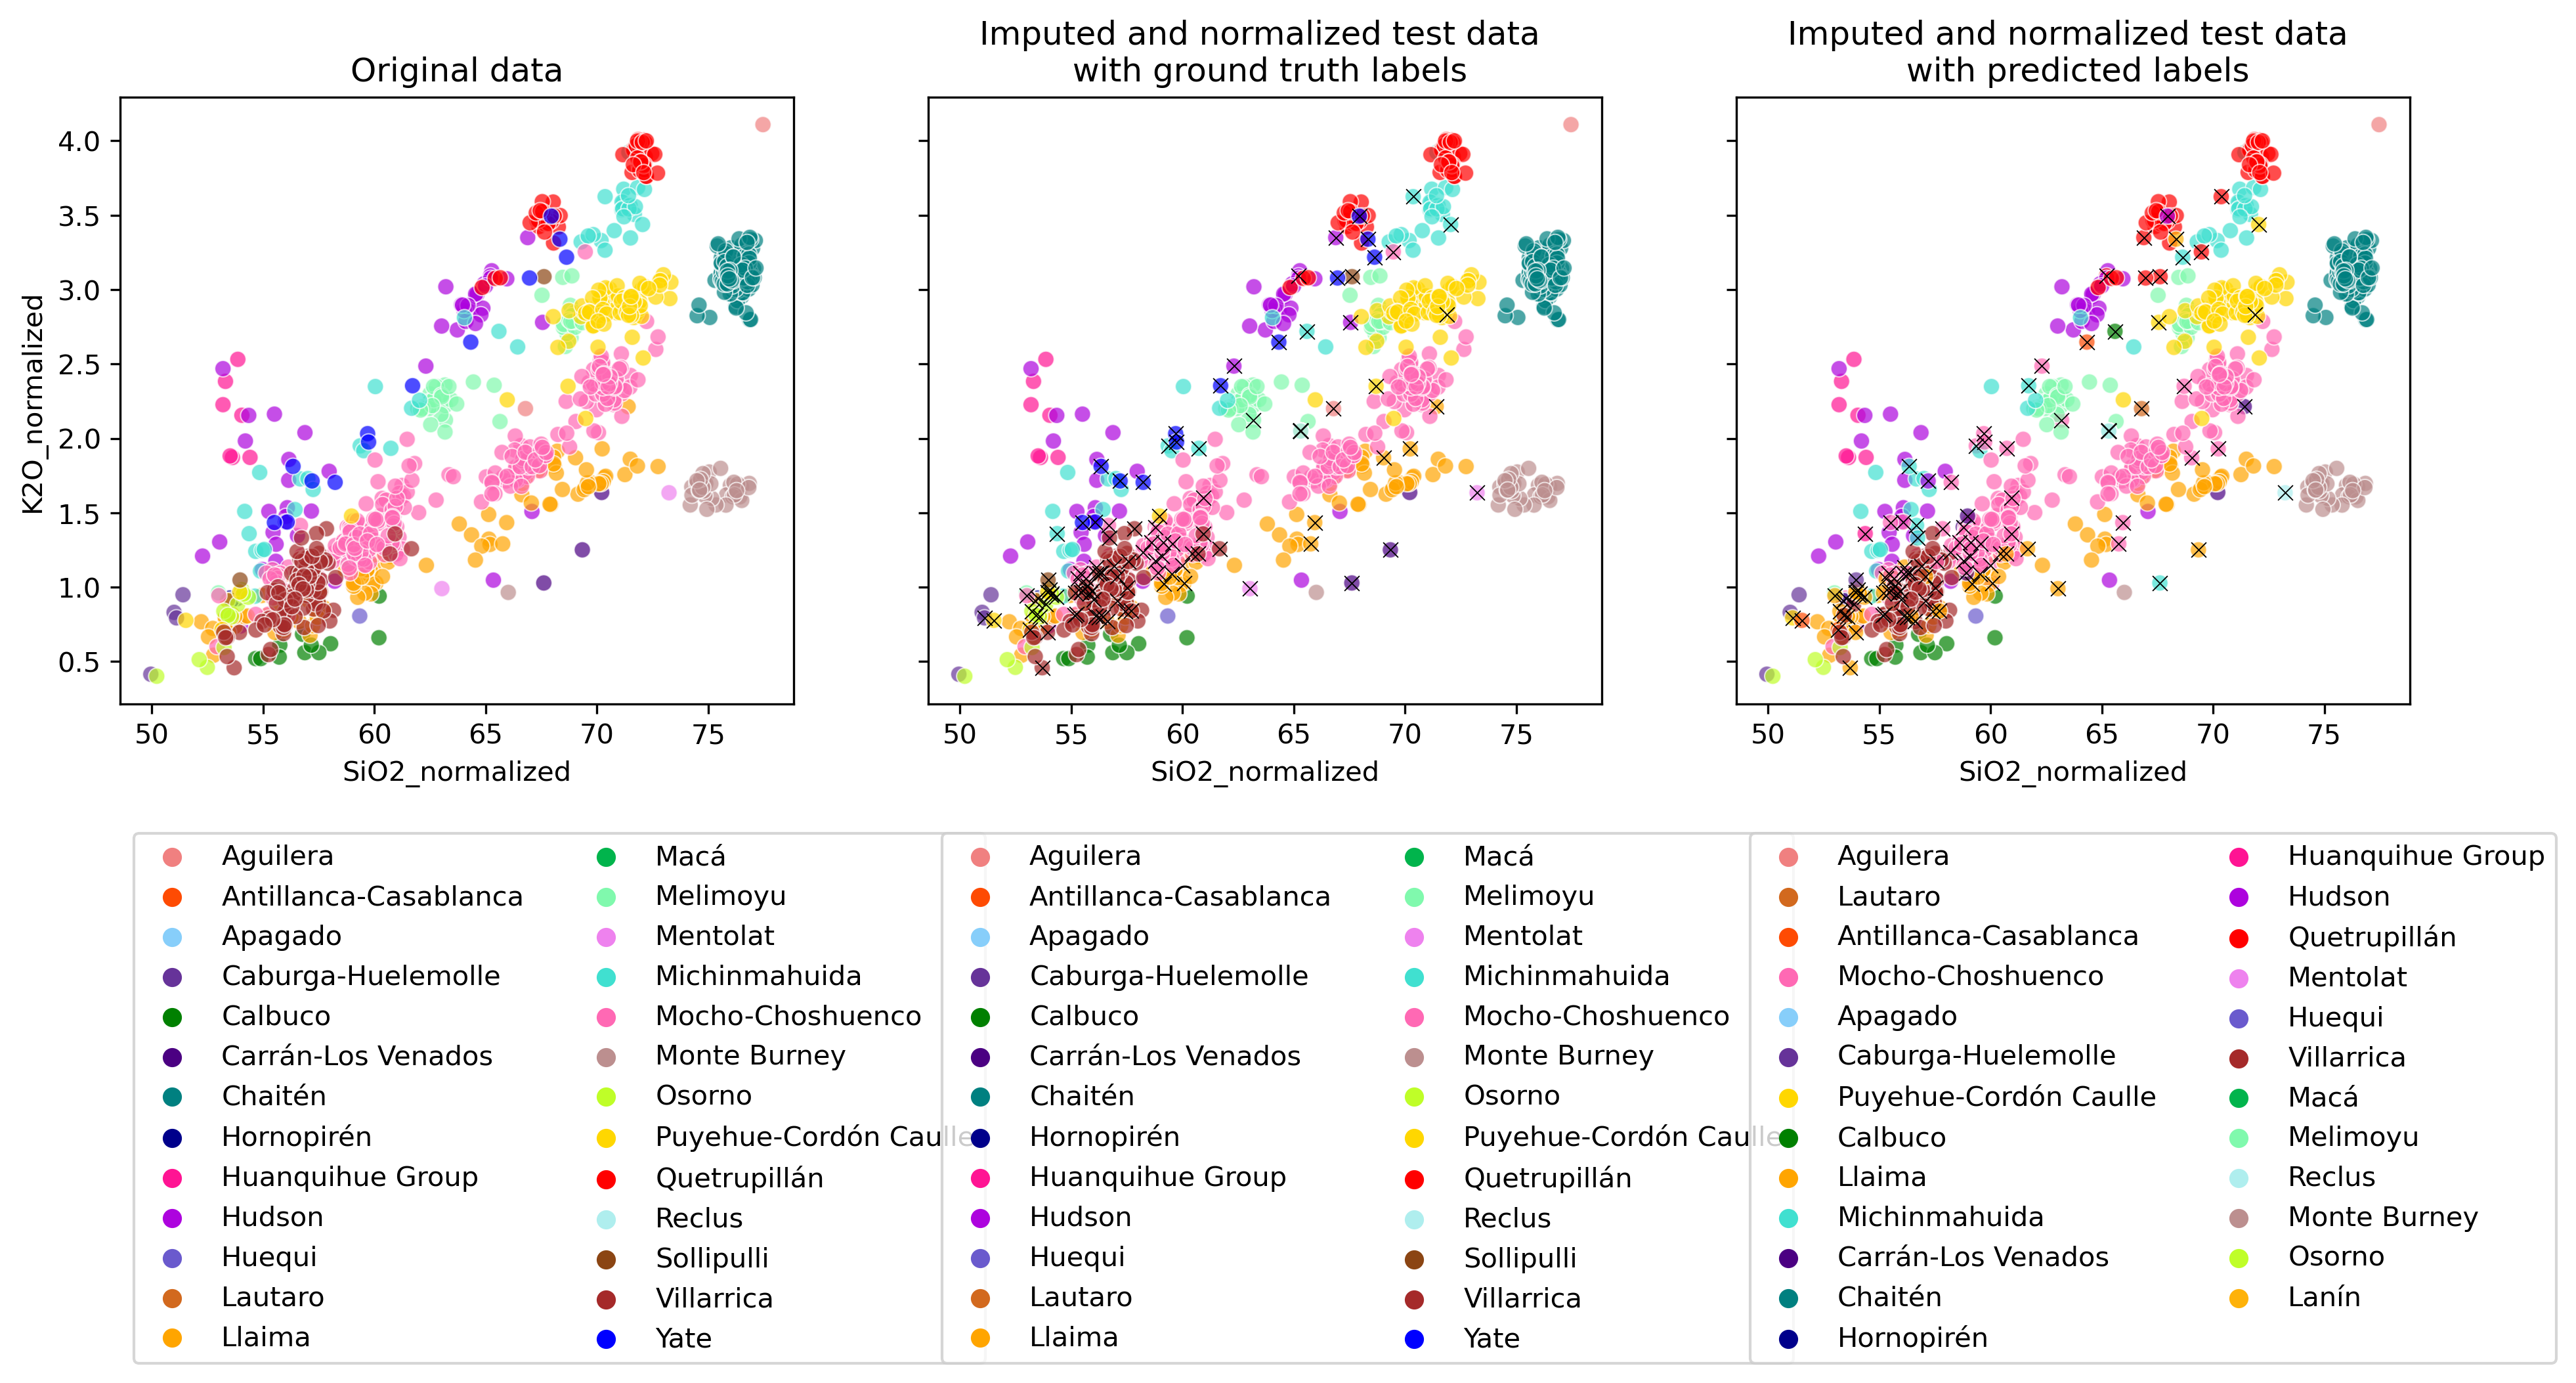 Original data
Imputed and normalized test data
with ground truth labels
Imputed and normalized test data
with predicted labels
K2O_normalized
4.0
3.5
3.0
2.5
2.0
1.5
1.0
0.5
50 55 60 65 70 75
SiO2_normalized
50 55 60 65 70 75
SiO2_normalized
50 55 60 65 70 75
SiO2_normalized
Aguilera
Antillanca-Casablanca
Apagado
Caburga-Huelemolle
Calbuco
Carrán-Los Venados
Chaitén
Hornopirén
Huanquihue Group
Hudson
Huequi
Lautaro
Llaima
Macá
Melimoyu
Mentolat
Michinmahuida
Mocho-Choshuenco
Monte Burney
Osorno
Puyehue-Cordón Caulle
Quetrupillán
Reclus
Sollipulli
Villarrica
Yate
Aguilera
Antillanca-Casablanca
Apagado
Caburga-Huelemolle
Calbuco
Carrán-Los Venados
Chaitén
Hornopirén
Huanquihue Group
Hudson
Huequi
Lautaro
Llaima
Macá
Melimoyu
Mentolat
Michinmahuida
Mocho-Choshuenco
Monte Burney
Osorno
Puyehue-Cordón Caulle
Quetrupillán
Reclus
Sollipulli
Villarrica
Yate
Aguilera
Lautaro
Antillanca-Casablanca
Mocho-Choshuenco
Apagado
Caburga-Huelemolle
Puyehue-Cordón Caulle
Calbuco
Llaima
Michinmahuida
Carrán-Los Venados
Chaitén
Hornopirén
Huanquihue Group
Hudson
Quetrupillán
Mentolat
Huequi
Villarrica
Macá
Melimoyu
Reclus
Monte Burney
Osorno
Lanín